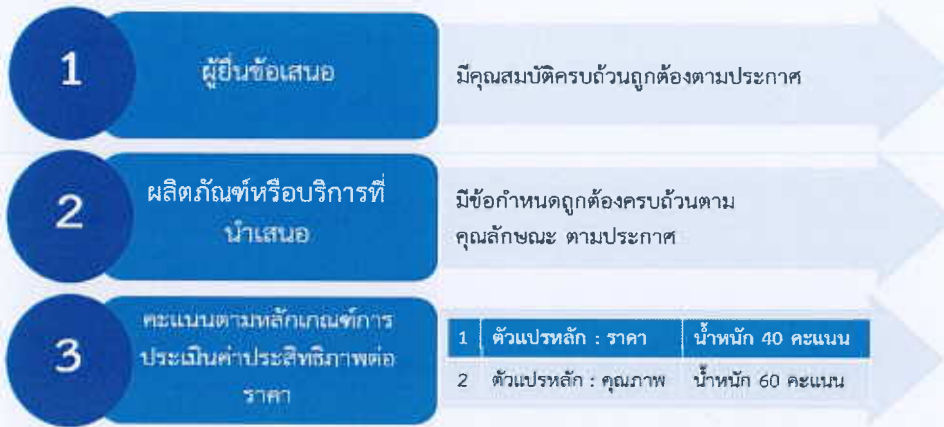 1
ผู้ยื่นข้อเสนอ
มีคุณสมบัติครบถ้วนถูกต้องตามประกาศ
2
ผลิตภัณฑ์หรือบริการที่
นำเสนอ
มีข้อกำหนดถูกต้องครบถ้วนตาม
คุณลักษณะ ตามประกาศ
3
คะแนนตามหลักเกณฑ์การ
ประเมินค่าประสิทธิภาพต่อ
ราคา
1 ตัวแปรหลัก : ราคา น้ำหนัก 40 คะแนน
2 ตัวแปรหลัก : คุณภาพ น้ำหนัก 60 คะแนน